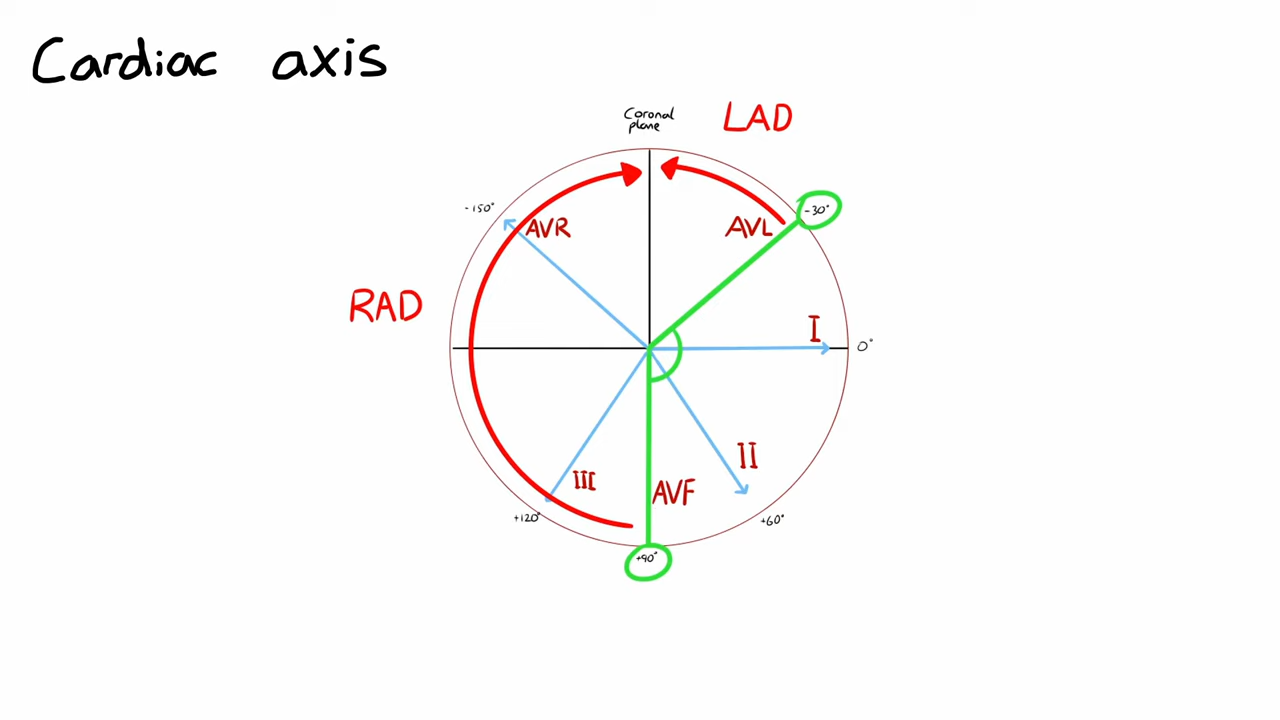 Cardiac axis
Coronal
plane
LAD
-150°
-30°
AVR
AVL
RAD
I
0°
II
III
AVF
+120°
+60°
+90°